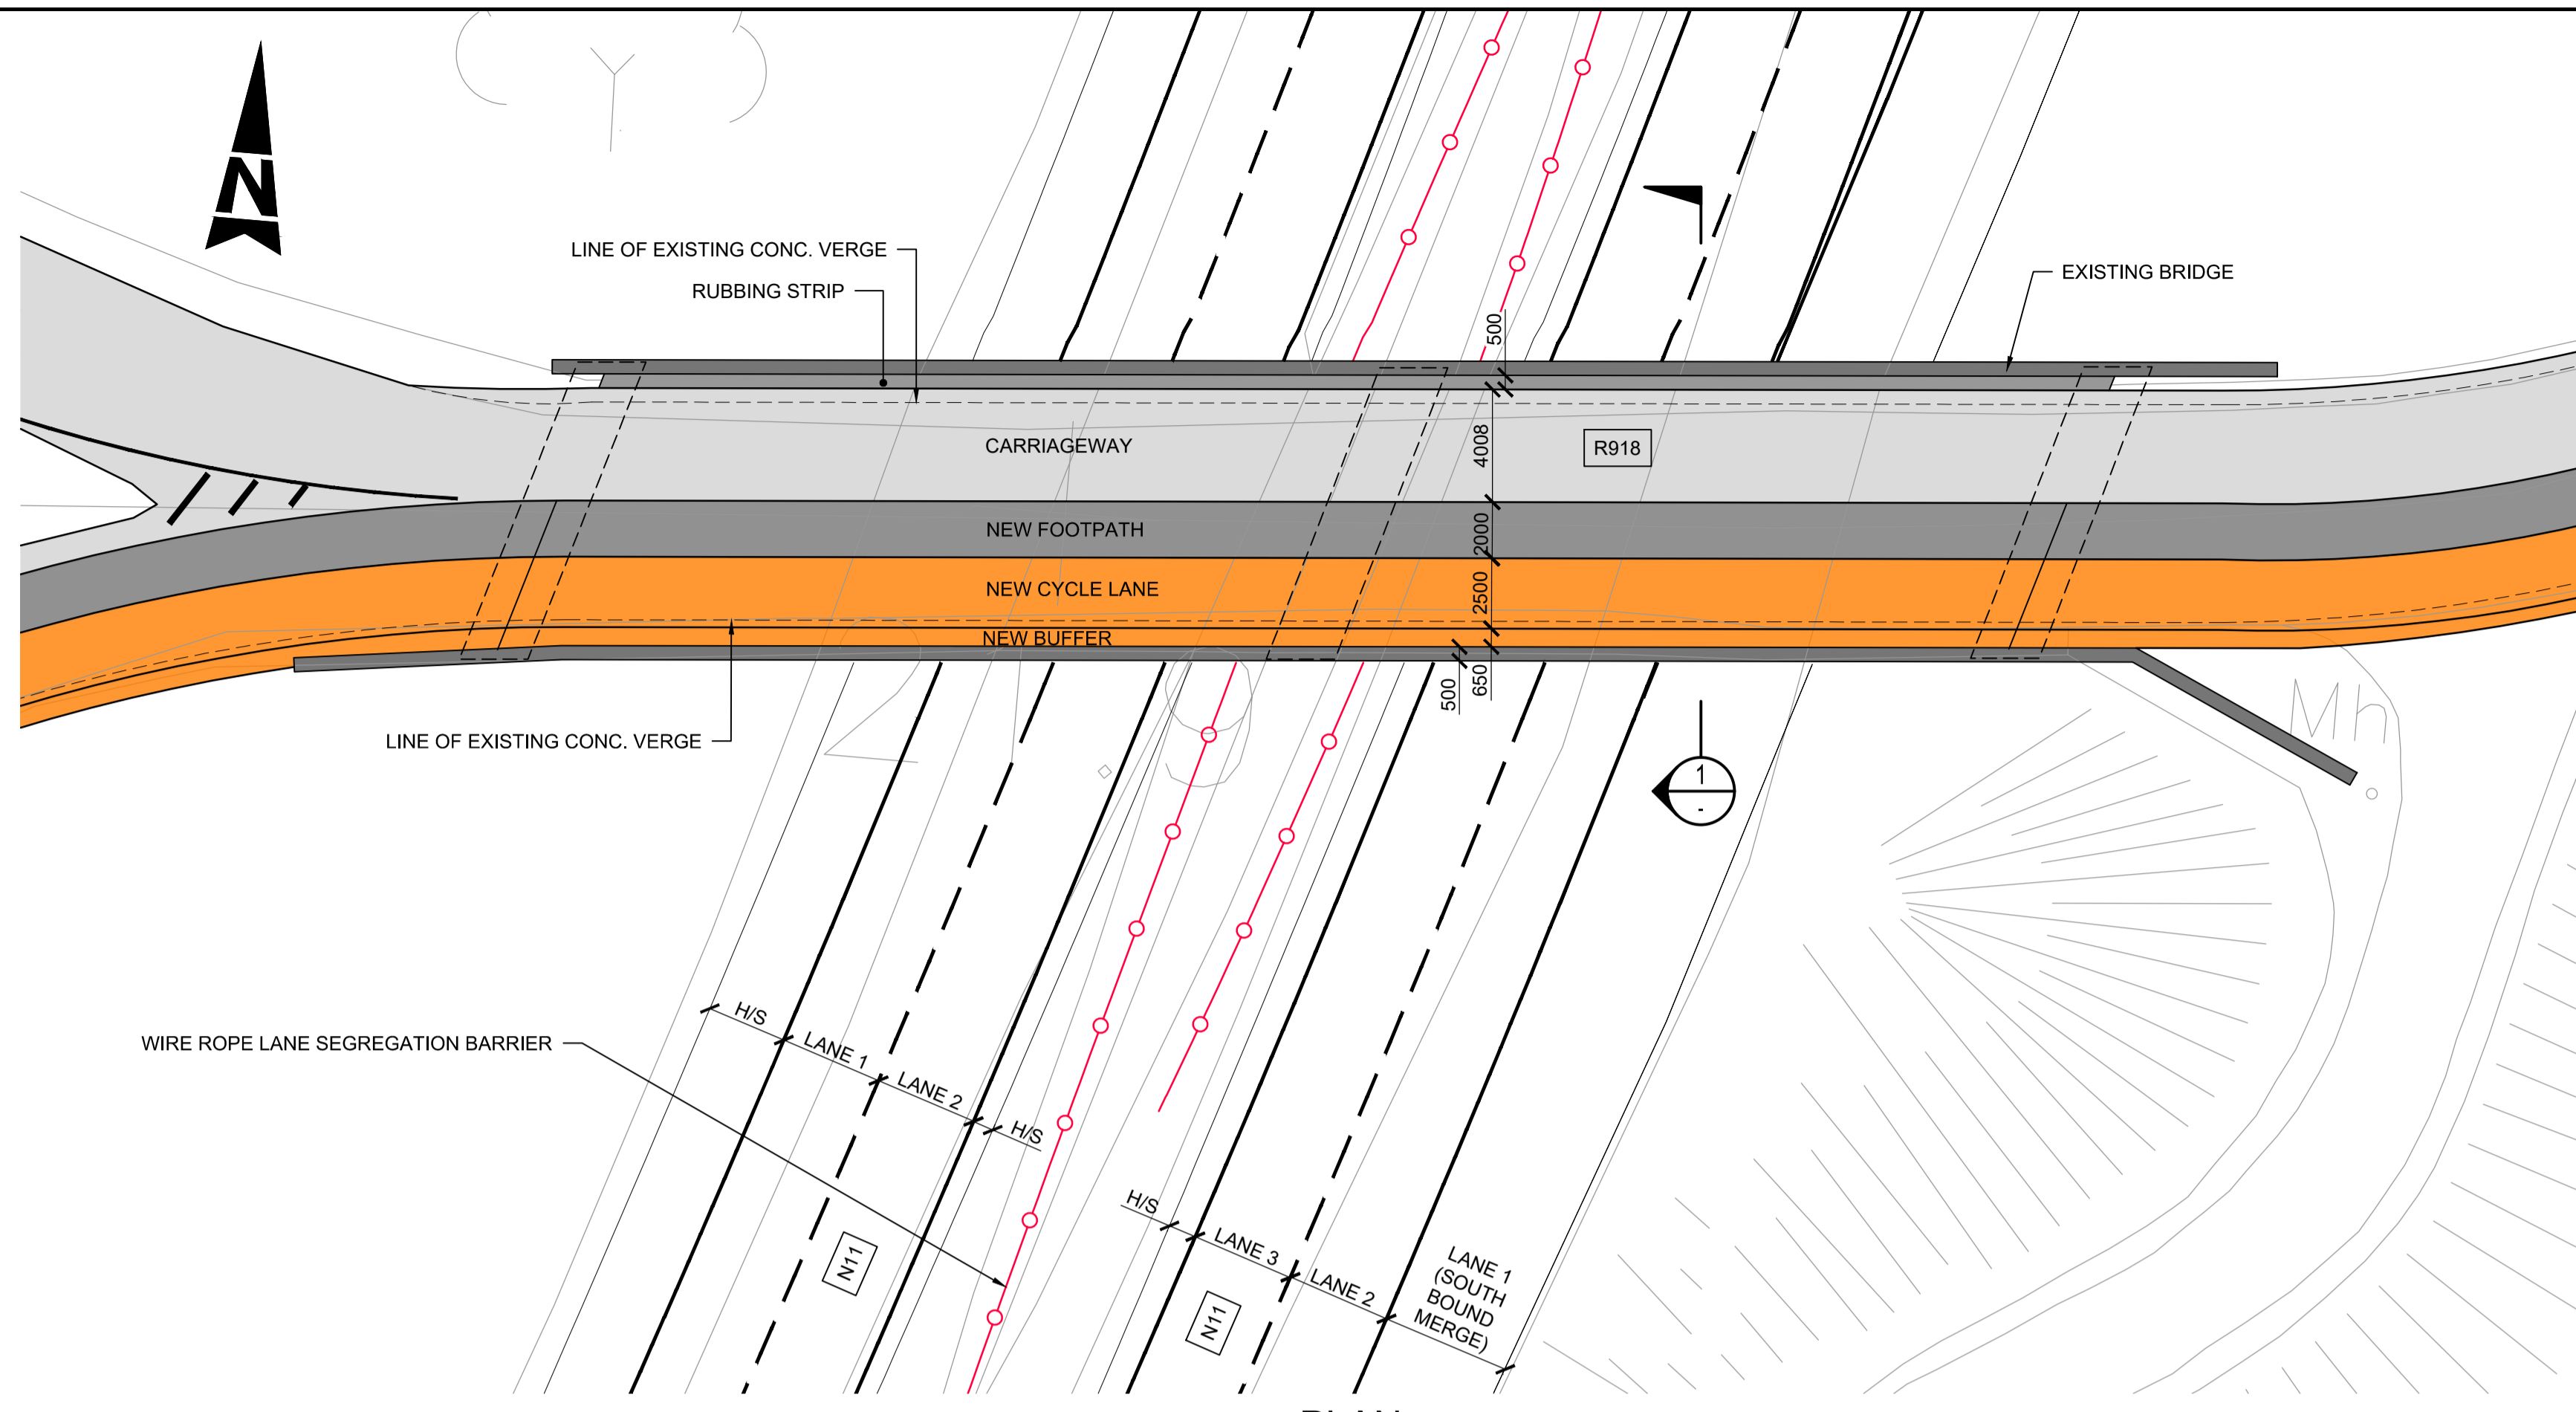 N
LINE OF EXISTING CONC. VERGE
RUBBING STRIP
EXISTING BRIDGE
500
CARRIAGEWAY
4008
R918
NEW FOOTPATH
2000
NEW CYCLE LANE
2500
NEW BUFFER
500
650
LINE OF EXISTING CONC. VERGE
1
-
WIRE ROPE LANE SEGREGATION BARRIER
H/S
LANE 1
LANE 2
H/S
H/S
LANE 3
LANE 2
LANE 1
(SOUTH
BOUND
MERGE)
N11
N11
Mh